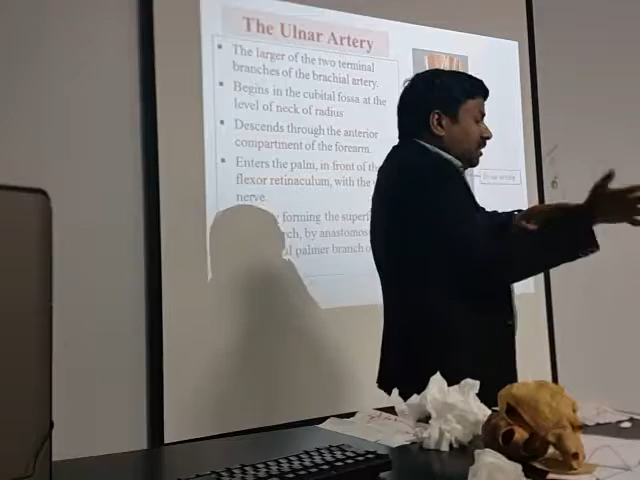 The Ulnar Artery
The larger of the two terminal
branches of the brachial artery.
Begins in the cubital fossa at the
level of neck of radius
Descends through the anterior
compartment of the forearm.
Enters the palm, in front of the
flexor retinaculum, with the
nerve.
forming the superf
rch, by anastomos
l palmer branch o